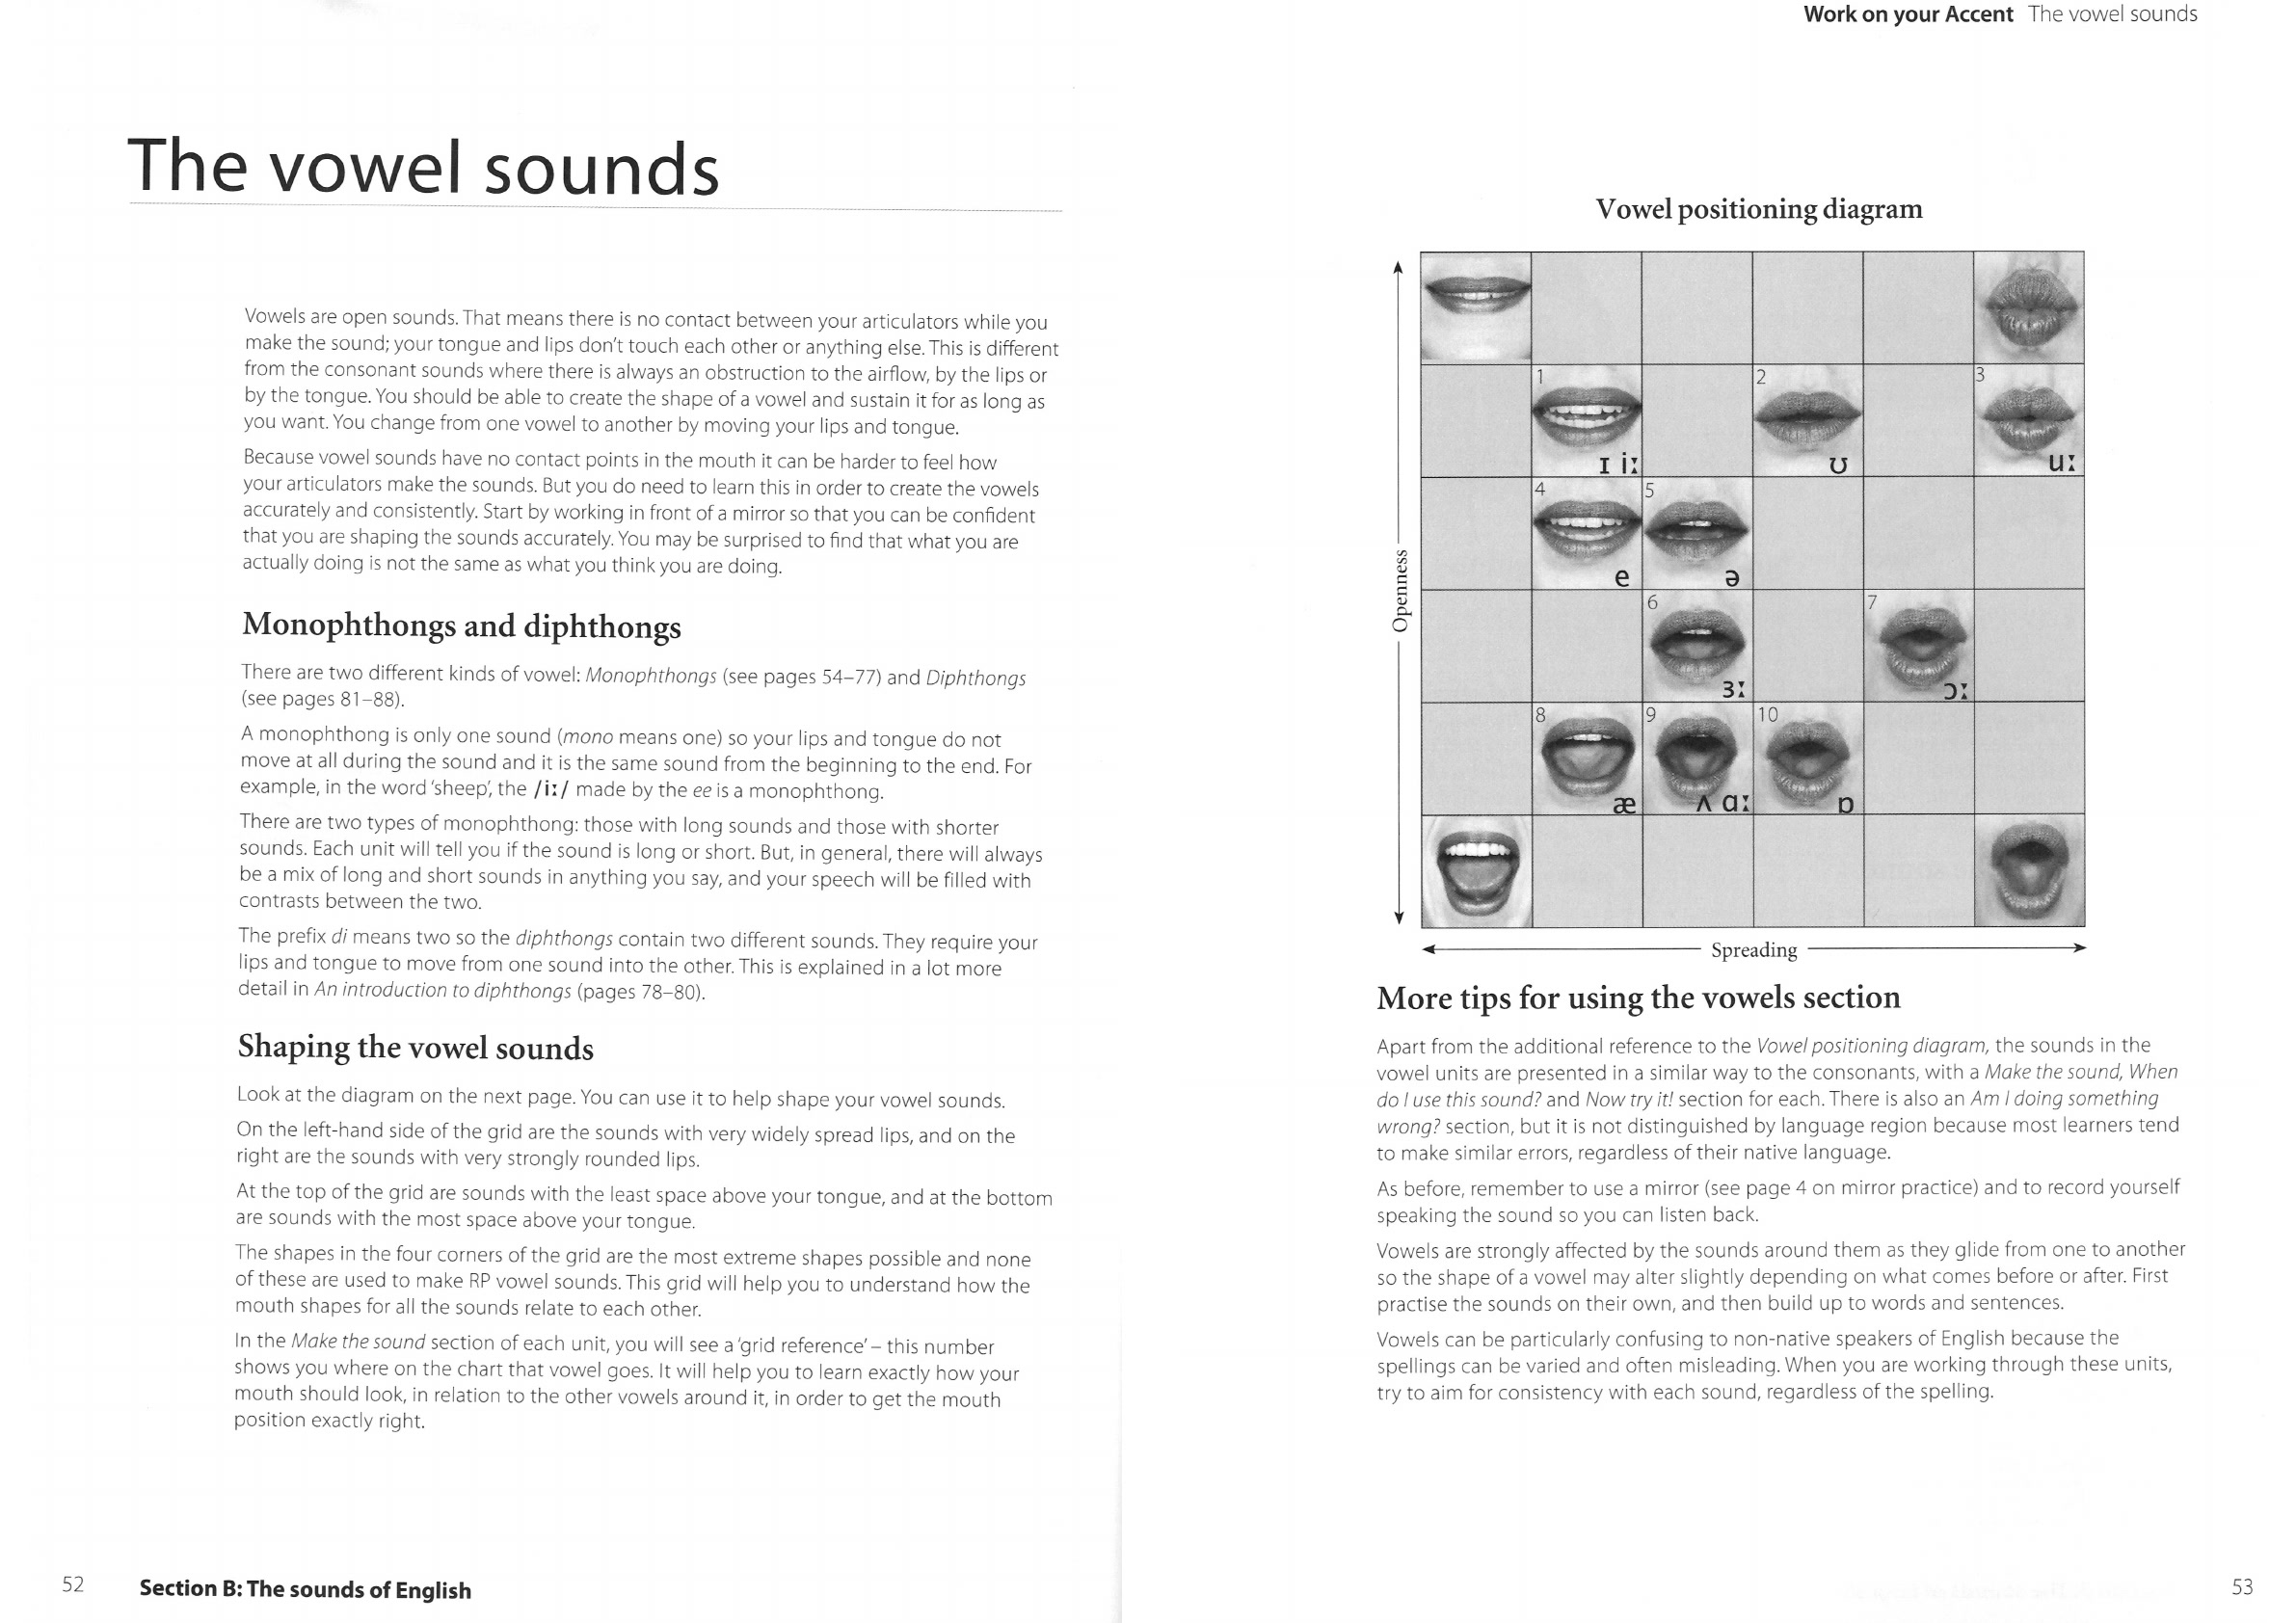 The vowel sounds
Vowels are open sounds. That means there is no contact between your articulators while you
make the sound; your tongue and lips don't touch each other or anything else. This is different
from the consonant sounds where there is always an obstruction to the airflow, by the lips or
by the tongue. You should be able to create the shape of a vowel and sustain it for as long as
you want. You change from one vowel to another by moving your lips and tongue.
Because vowel sounds have no contact points in the mouth it can be harder to feel how
your articulators make the sounds. But you do need to learn this in order to create the vowels
accurately and consistently. Start by working in front of a mirror so that you can be confident
that you are shaping the sounds accurately. You may be surprised to find that what you are
actually doing is not the same as what you think you are doing.
Monophthongs and diphthongs
There are two different kinds of vowel: Monophthongs (see pages 54–77) and Diphthongs
(see pages 81–88).
A monophthong is only one sound (mono means one) so your lips and tongue do not
move at all during the sound and it is the same sound from the beginning to the end. For
example, in the word 'sheep', the /iː/ made by the ee is a monophthong.
There are two types of monophthong: those with long sounds and those with shorter
sounds. Each unit will tell you if the sound is long or short. But, in general, there will always
be a mix of long and short sounds in anything you say, and your speech will be filled with
contrasts between the two.
The prefix di means two so the diphthongs contain two different sounds. They require your
lips and tongue to move from one sound into the other. This is explained in a lot more
detail in An introduction to diphthongs (pages 78–80).
Shaping the vowel sounds
Look at the diagram on the next page. You can use it to help shape your vowel sounds.
On the left-hand side of the grid are the sounds with very widely spread lips, and on the
right are the sounds with very strongly rounded lips.
At the top of the grid are sounds with the least space above your tongue, and at the bottom
are sounds with the most space above your tongue.
The shapes in the four corners of the grid are the most extreme shapes possible and none
of these are used to make RP vowel sounds. This grid will help you to understand how the
mouth shapes for all the sounds relate to each other.
In the Make the sound section of each unit, you will see a 'grid reference' – this number
shows you where on the chart that vowel goes. It will help you to learn exactly how your
mouth should look, in relation to the other vowels around it, in order to get the mouth
position exactly right.
52 Section B: The sounds of English
Work on your Accent The vowel sounds
Vowel positioning diagram
Openness
1 2 3
ɪ iː ʊ uː
4 5
e ə
6 7
ɜː ɔː
8 9 10
æ ʌ ɑː ɒ
Spreading
More tips for using the vowels section
Apart from the additional reference to the Vowel positioning diagram, the sounds in the
vowel units are presented in a similar way to the consonants, with a Make the sound, When
do I use this sound? and Now try it! section for each. There is also an Am I doing something
wrong? section, but it is not distinguished by language region because most learners tend
to make similar errors, regardless of their native language.
As before, remember to use a mirror (see page 4 on mirror practice) and to record yourself
speaking the sound so you can listen back.
Vowels are strongly affected by the sounds around them as they glide from one to another
so the shape of a vowel may alter slightly depending on what comes before or after. First
practise the sounds on their own, and then build up to words and sentences.
Vowels can be particularly confusing to non-native speakers of English because the
spellings can be varied and often misleading. When you are working through these units,
try to aim for consistency with each sound, regardless of the spelling.
53